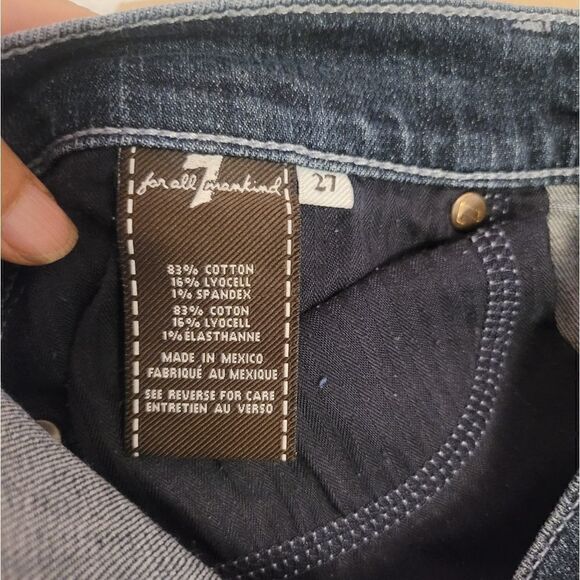 7
for all mankind
27
83% COTTON
16% LYOCELL
1% SPANDEX
83% COTON
16% LYOCELL
1% ÉLASTHANNE
MADE IN MEXICO
FABRIQUÉ AU MEXIQUE
SEE REVERSE FOR CARE
ENTRETIEN AU VERSO